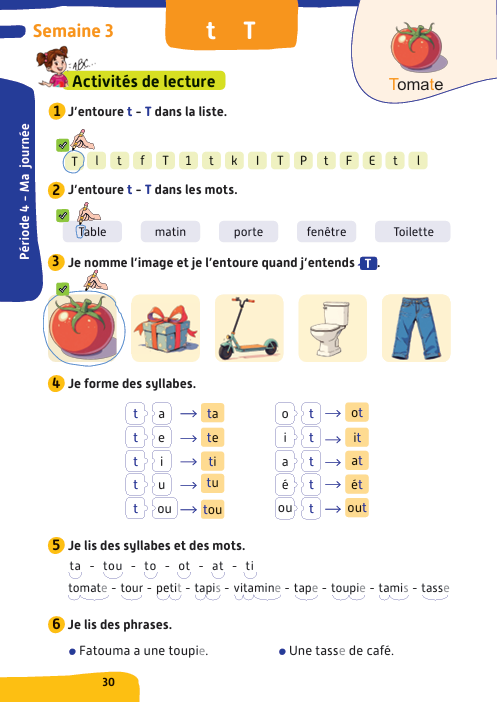 Semaine 3
t T
Tomate
ABC...
Période 4 - Ma journée
Activités de lecture
1 J'entoure t - T dans la liste.
T l t f T 1 t k I T P t F E t l
2 J'entoure t - T dans les mots.
Table matin porte fenêtre Toilette
3 Je nomme l'image et je l'entoure quand j'entends T.
4 Je forme des syllabes.
t a → ta o t → ot
t e → te i t → it
t i → ti a t → at
t u → tu é t → ét
t ou → tou ou t → out
5 Je lis des syllabes et des mots.
ta - tou - to - ot - at - ti
tomate - tour - petit - tapis - vitamine - tape - toupie - tamis - tasse
6 Je lis des phrases.
• Fatouma a une toupie. • Une tasse de café.
30